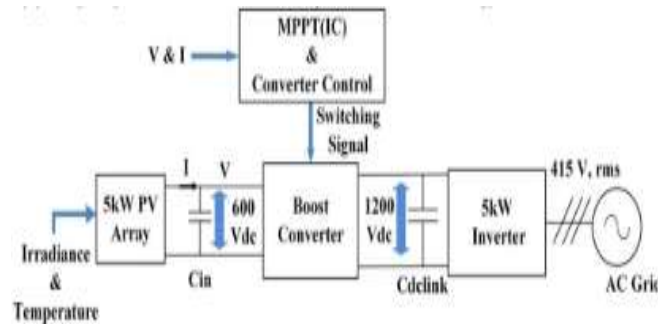 MPPT(IC)
&
Converter Control
V & I
Switching
Signal
I
V
5kW PV
Array
600
Vdc
Boost
Converter
1200
Vdc
5kW
Inverter
415 V, rms
Irradiance
&
Temperature
Cin
Cdclink
AC Grid